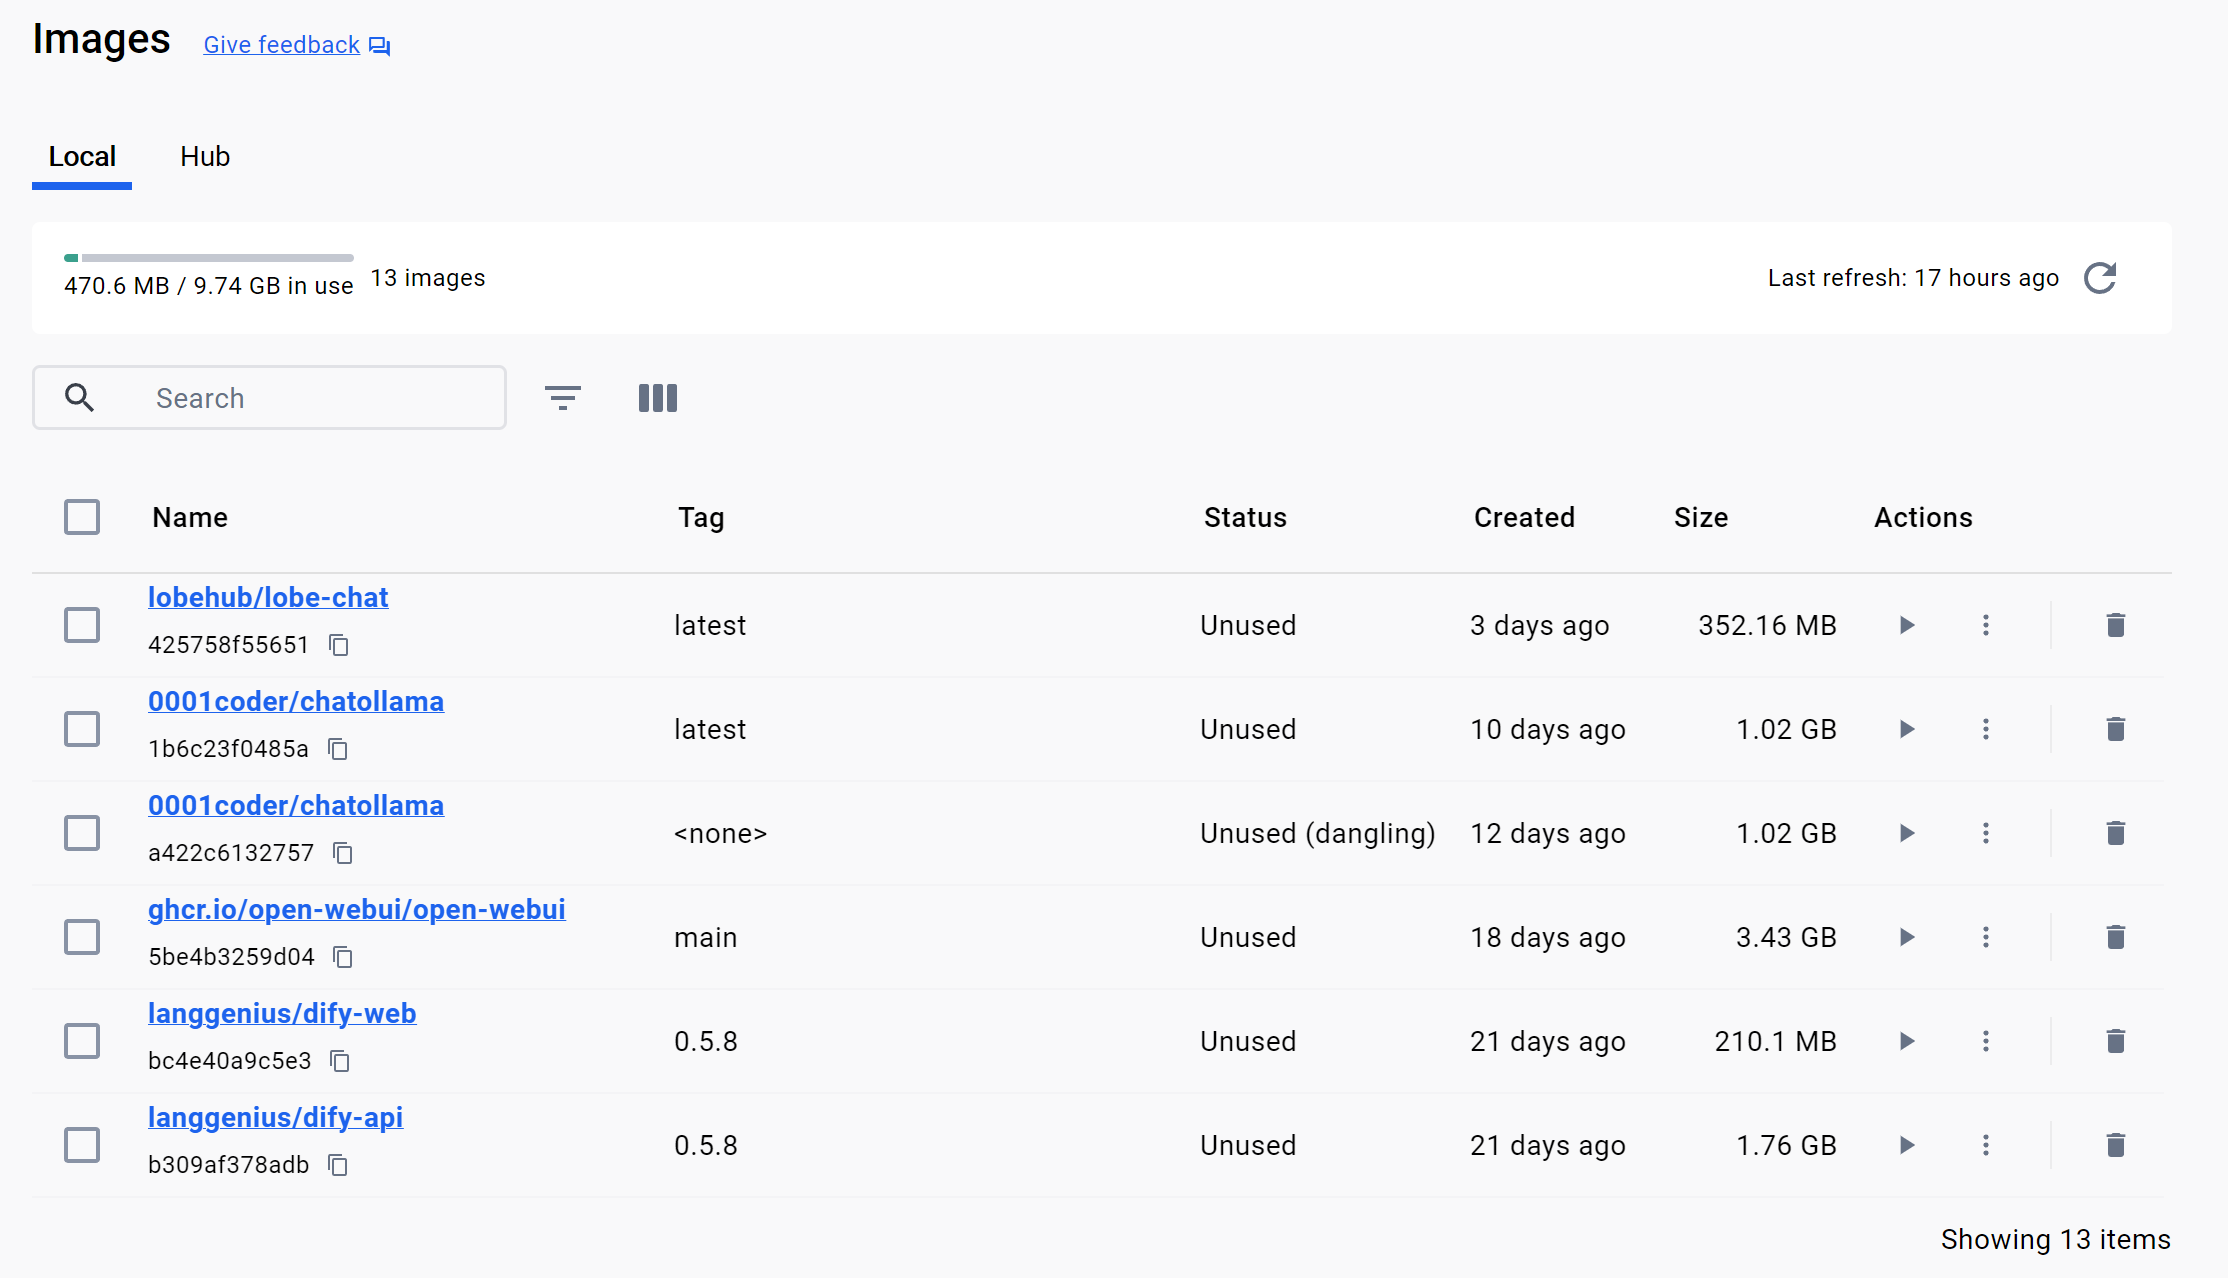 Images Give feedback
Local Hub
470.6 MB / 9.74 GB in use 13 images Last refresh: 17 hours ago
Search
Name Tag Status Created Size Actions
lobehub/lobe-chat
425758f55651
latest Unused 3 days ago 352.16 MB
0001coder/chatollama
1b6c23f0485a
latest Unused 10 days ago 1.02 GB
0001coder/chatollama
a422c6132757
<none> Unused (dangling) 12 days ago 1.02 GB
ghcr.io/open-webui/open-webui
5be4b3259d04
main Unused 18 days ago 3.43 GB
langgenius/dify-web
bc4e40a9c5e3
0.5.8 Unused 21 days ago 210.1 MB
langgenius/dify-api
b309af378adb
0.5.8 Unused 21 days ago 1.76 GB
Showing 13 items